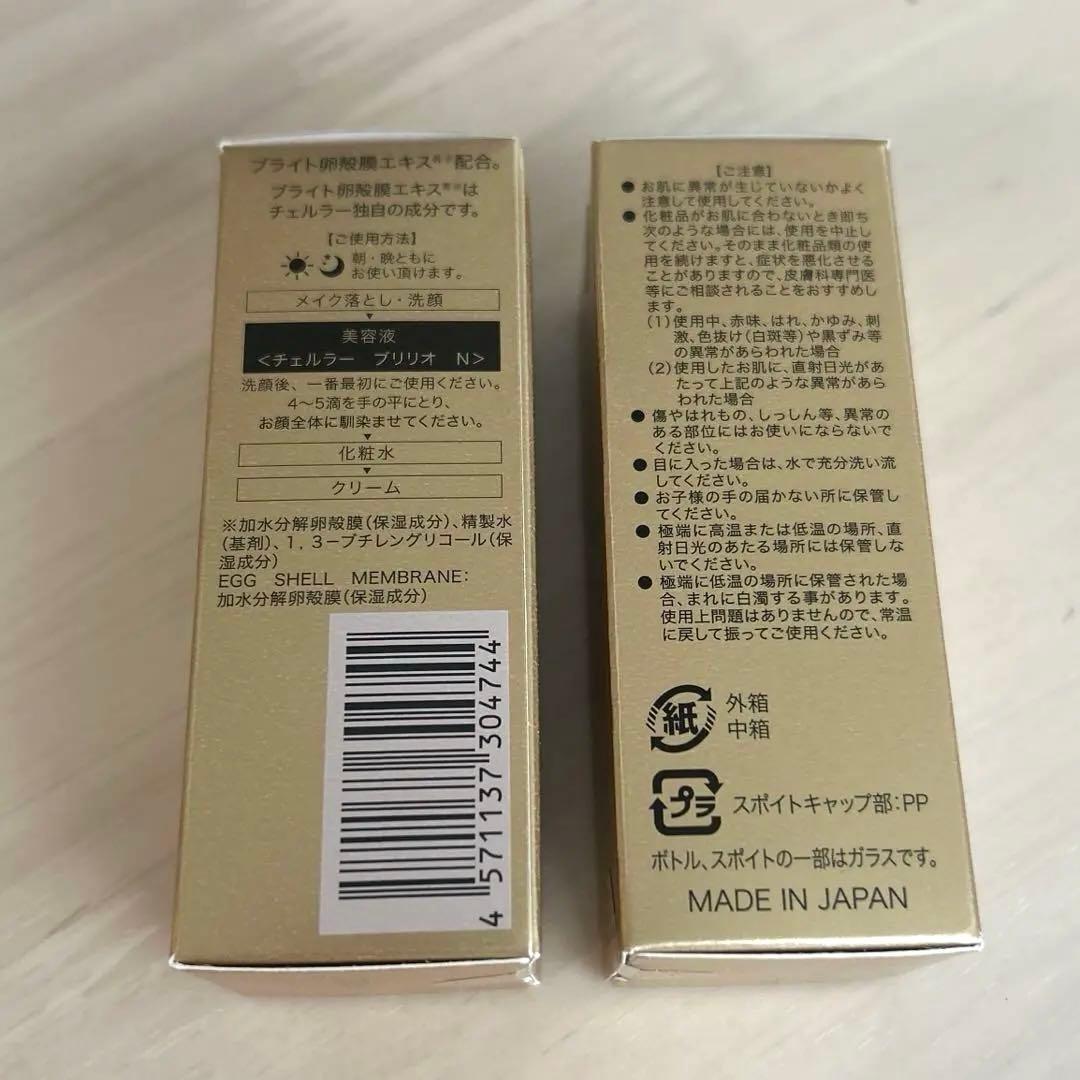 ブライト卵殻膜エキス®※配合。
ブライト卵殻膜エキス®※は
チェルラー独自の成分です。
【ご使用方法】
朝・晩ともに
お使い頂けます。
メイク落とし・洗顔
美容液
<チェルラー ブリリオ N>
洗顔後、一番最初にご使用ください。
4〜5滴を手の平にとり、
お顔全体に馴染ませてください。
化粧水
クリーム
※加水分解卵殻膜(保湿成分)、精製水
(基剤)、1,3−ブチレングリコール(保
湿成分)
EGG SHELL MEMBRANE:
加水分解卵殻膜(保湿成分)
4 571137 304744
【ご注意】
●お肌に異常が生じていないかよく
注意して使用してください。
●化粧品がお肌に合わないとき即ち
次のような場合には、使用を中止し
てください。そのまま化粧品類の使
用を続けますと、症状を悪化させる
ことがありますので、皮膚科専門医
等にご相談されることをおすすめし
ます。
(1)使用中、赤味、はれ、かゆみ、刺
激、色抜け(白斑等)や黒ずみ等
の異常があらわれた場合
(2)使用したお肌に、直射日光があ
たって上記のような異常があら
われた場合
●傷やはれもの、しっしん等、異常の
ある部位にはお使いにならないで
ください。
●目に入った場合は、水で充分洗い流
してください。
●お子様の手の届かない所に保管し
てください。
●極端に高温または低温の場所、直
射日光のあたる場所には保管しな
いでください。
●極端に低温の場所に保管された場
合、まれに白濁する事があります。
使用上問題はありませんので、常温
に戻して振ってご使用ください。
紙 外箱
中箱
プラ スポイトキャップ部:PP
ボトル、スポイトの一部はガラスです。
MADE IN JAPAN